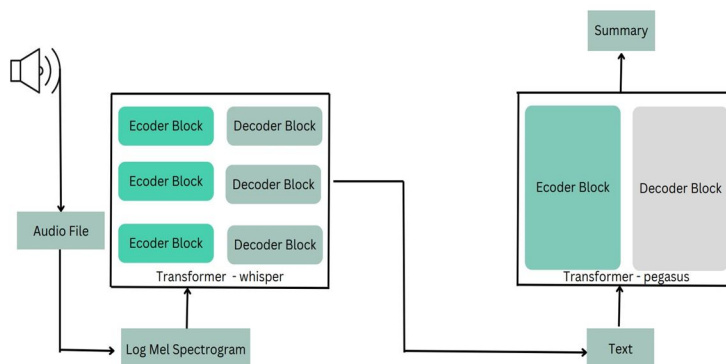 Summary
Ecoder Block
Decoder Block
Ecoder Block
Decoder Block
Ecoder Block
Decoder Block
Transformer - whisper
Audio File
Log Mel Spectrogram
Ecoder Block
Decoder Block
Transformer - pegasus
Text